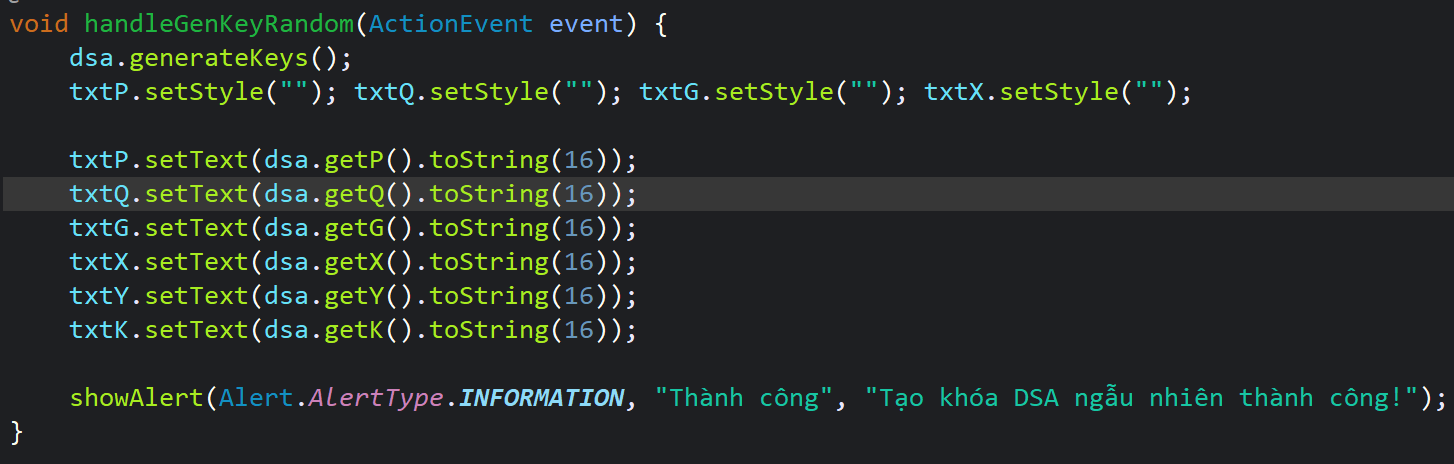 void handleGenKeyRandom(ActionEvent event) {
    dsa.generateKeys();
    txtP.setStyle(""); txtQ.setStyle(""); txtG.setStyle(""); txtX.setStyle("");

    txtP.setText(dsa.getP().toString(16));
    txtQ.setText(dsa.getQ().toString(16));
    txtG.setText(dsa.getG().toString(16));
    txtX.setText(dsa.getX().toString(16));
    txtY.setText(dsa.getY().toString(16));
    txtK.setText(dsa.getK().toString(16));

    showAlert(Alert.AlertType.INFORMATION, "Thành công", "Tạo khóa DSA ngẫu nhiên thành công!");
}